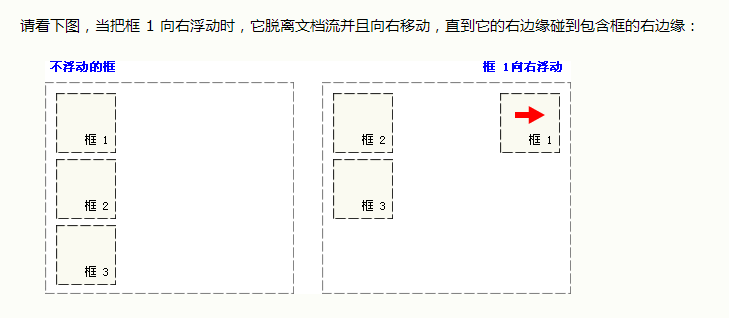 请看下图，当把框 1 向右浮动时，它脱离文档流并且向右移动，直到它的右边缘碰到包含框的右边缘：
不浮动的框
框 1
框 2
框 3
框 1向右浮动
框 2
框 1
框 3